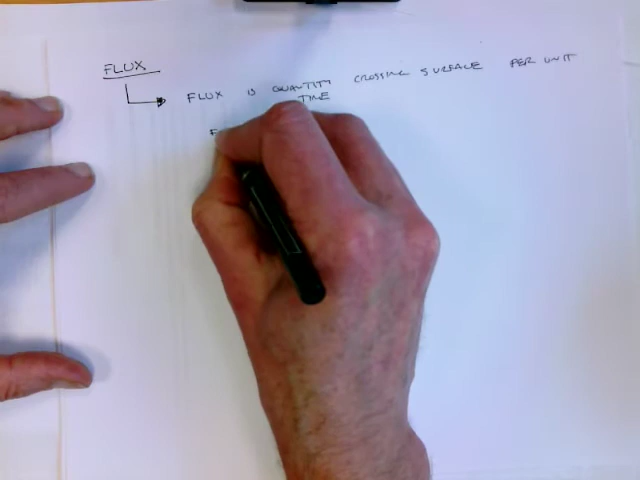 FLUX
FLUX IS QUANTITY CROSSING SURFACE PER UNIT
TIME
F